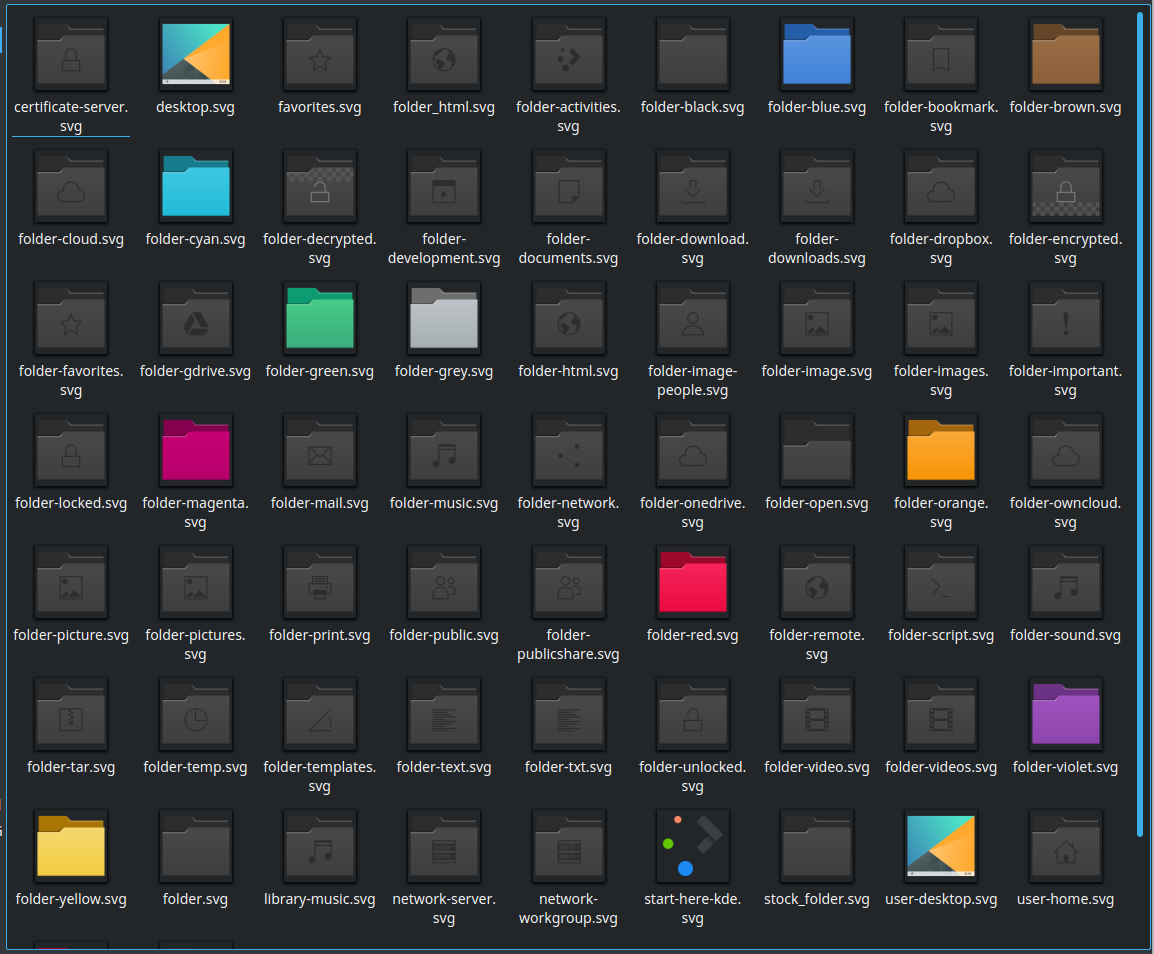 certificate-server.
svg
desktop.svg
favorites.svg
folder_html.svg
folder-activities.
svg
folder-black.svg
folder-blue.svg
folder-bookmark.
svg
folder-brown.svg
folder-cloud.svg
folder-cyan.svg
folder-decrypted.
svg
folder-
development.svg
folder-
documents.svg
folder-download.
svg
folder-
downloads.svg
folder-dropbox.
svg
folder-encrypted.
svg
folder-favorites.
svg
folder-gdrive.svg
folder-green.svg
folder-grey.svg
folder-html.svg
folder-image-
people.svg
folder-image.svg
folder-images.
svg
folder-important.
svg
folder-locked.svg
folder-magenta.
svg
folder-mail.svg
folder-music.svg
folder-network.
svg
folder-onedrive.
svg
folder-open.svg
folder-orange.
svg
folder-owncloud.
svg
folder-picture.svg
folder-pictures.
svg
folder-print.svg
folder-public.svg
folder-
publicshare.svg
folder-red.svg
folder-remote.
svg
folder-script.svg
folder-sound.svg
folder-tar.svg
folder-temp.svg
folder-templates.
svg
folder-text.svg
folder-txt.svg
folder-unlocked.
svg
folder-video.svg
folder-videos.svg
folder-violet.svg
folder-yellow.svg
folder.svg
library-music.svg
network-server.
svg
network-
workgroup.svg
start-here-kde.
svg
stock_folder.svg
user-desktop.svg
user-home.svg